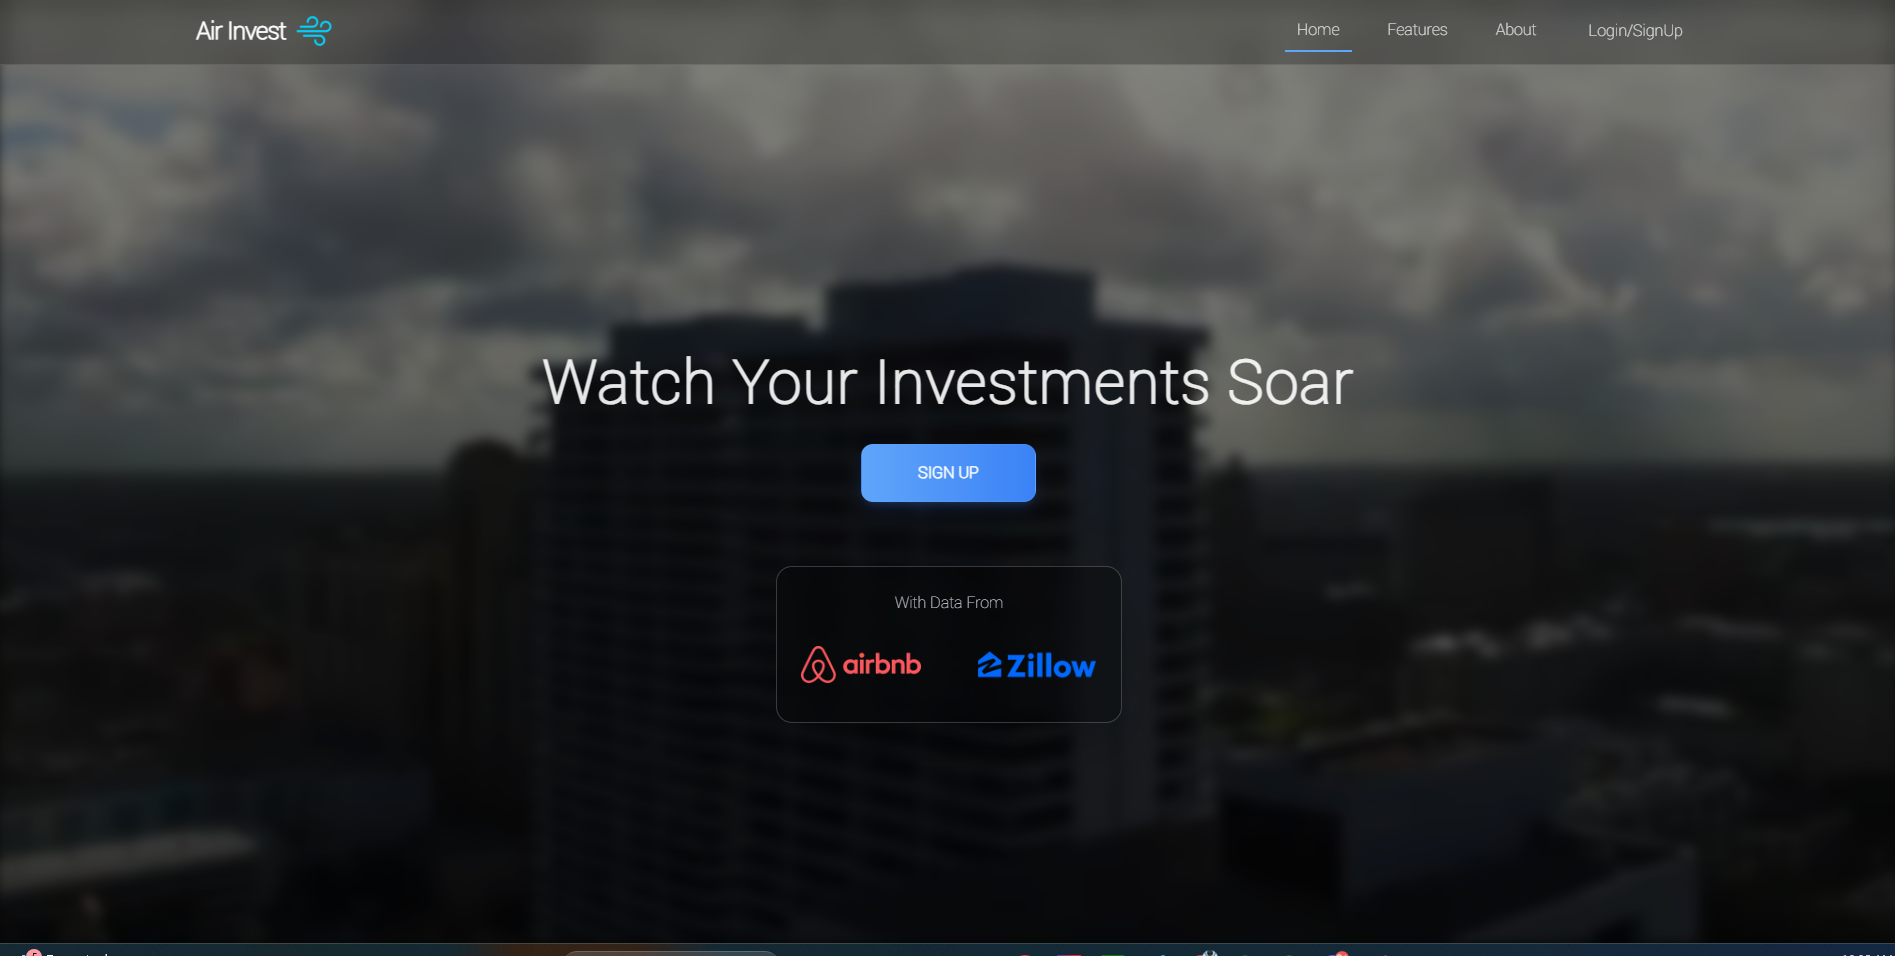 Air Invest
Home
Features
About
Login/SignUp
Watch Your Investments Soar
SIGN UP
With Data From
airbnb
Zillow